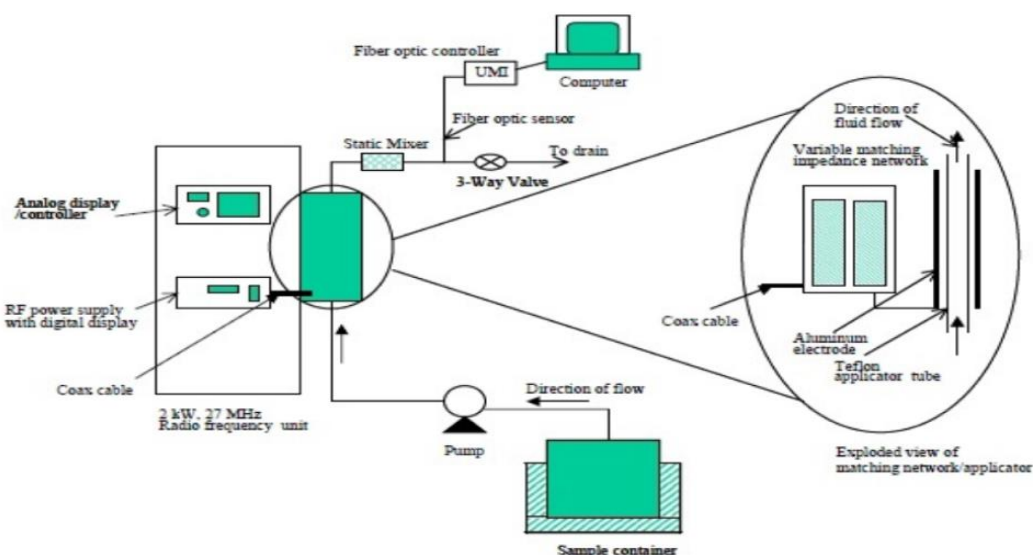 Fiber optic controller
UMI
Computer
Fiber optic sensor
Static Mixer
To drain
3-Way Valve
Analog display
/controller
RF power supply
with digital display
Coax cable
2 kW, 27 MHz
Radio frequency unit
Pump
Direction of flow
Sample container
Direction of
fluid flow
Variable matching
impedance network
Coax cable
Aluminum
electrode
Teflon
applicator tube
Exploded view of
matching network/applicator